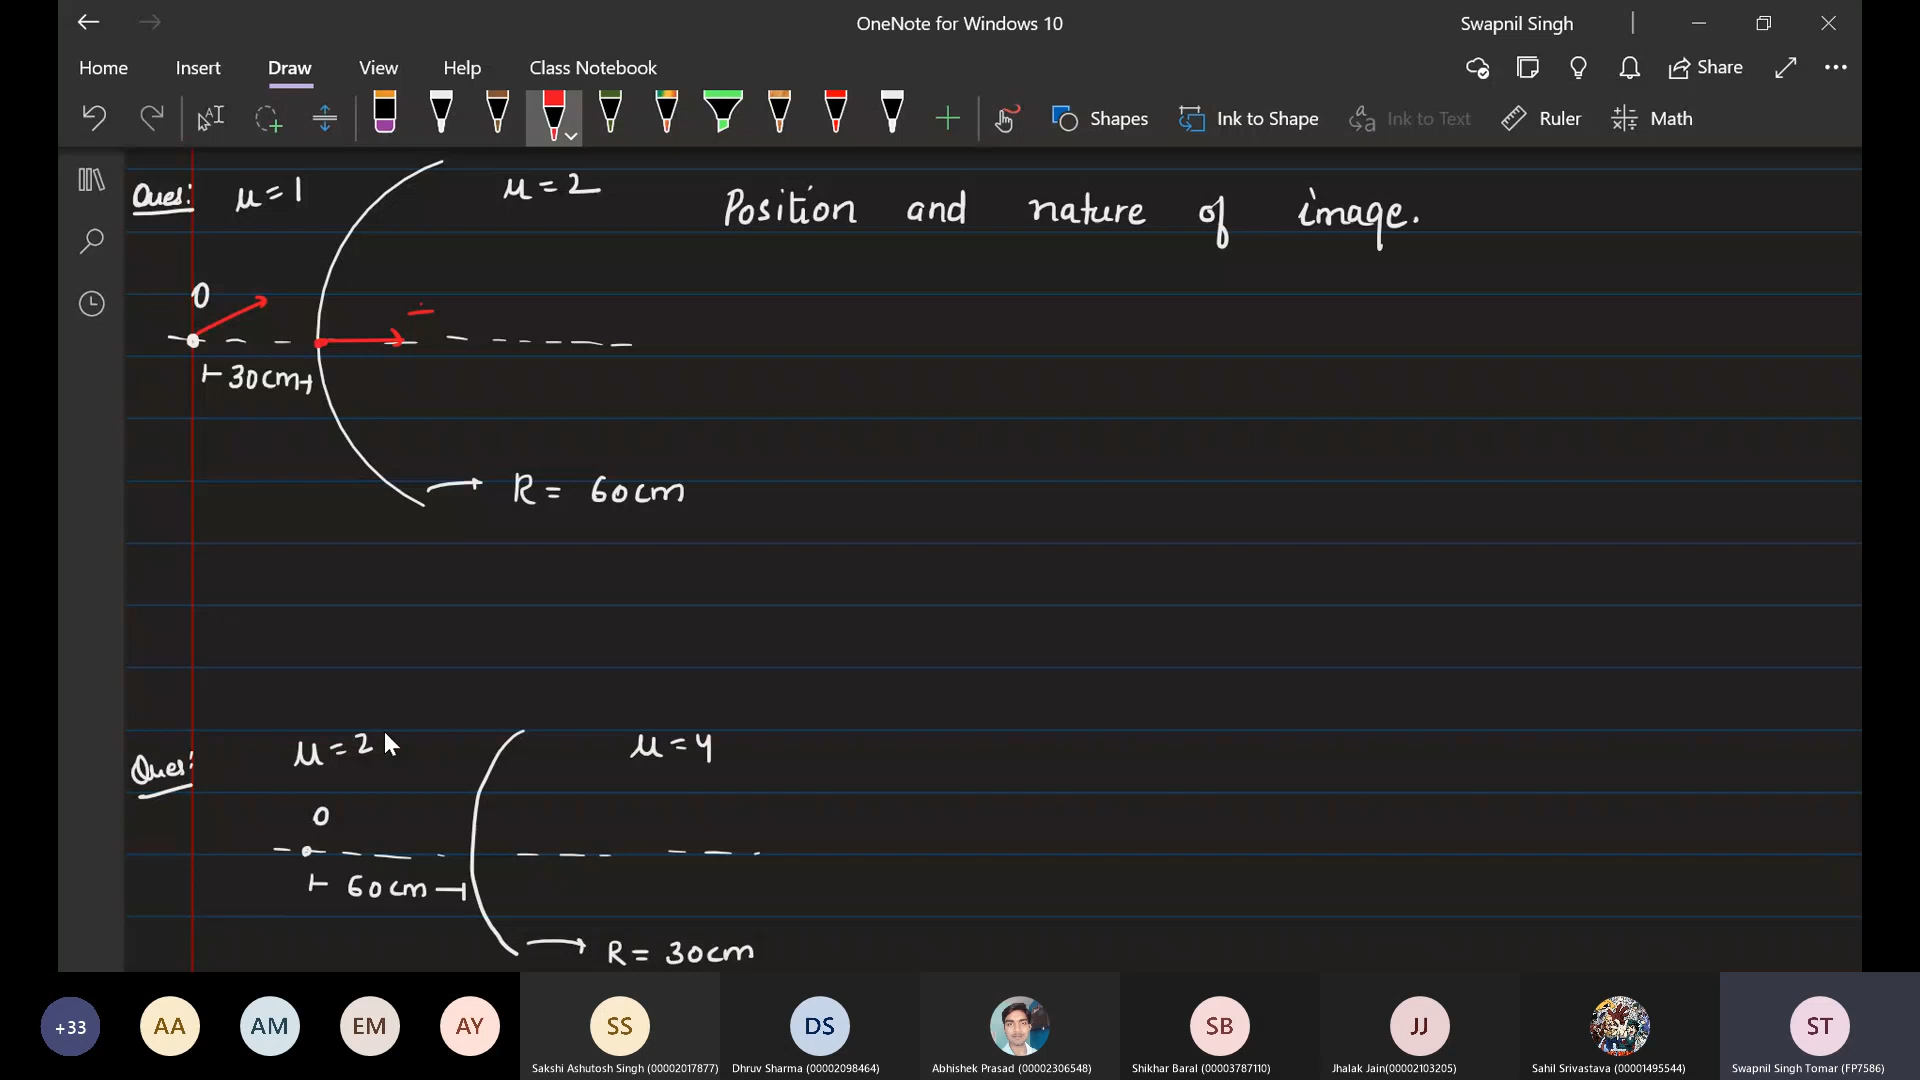 OneNote for Windows 10
Swapnil Singh
Home Insert Draw View Help Class Notebook
Share
Shapes Ink to Shape Ink to Text Ruler Math
Ques: μ = 1 μ = 2 Position and nature of image.
O
30cm
R = 60cm
Ques: μ = 2 μ = 4
O
60cm
R = 30cm
+33 AA AM EM AY SS DS SB JJ ST
Sakshi Ashutosh Singh (00002017877) Dhruv Sharma (00002098464) Abhishek Prasad (00002306548) Shikhar Baral (00003787110) Jhalak Jain(00002103205) Sahil Srivastava (00001495544) Swapnil Singh Tomar (FP7586)